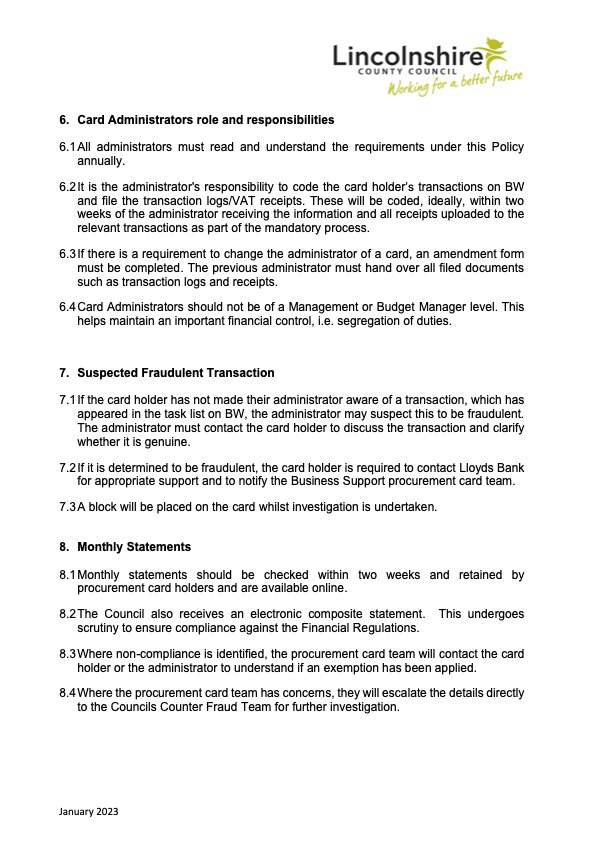 Lincolnshire
COUNTY COUNCIL
Working for a better future
6. Card Administrators role and responsibilities
6.1 All administrators must read and understand the requirements under this Policy
annually.
6.2 It is the administrator's responsibility to code the card holder's transactions on BW
and file the transaction logs/VAT receipts. These will be coded, ideally, within two
weeks of the administrator receiving the information and all receipts uploaded to the
relevant transactions as part of the mandatory process.
6.3 If there is a requirement to change the administrator of a card, an amendment form
must be completed. The previous administrator must hand over all filed documents
such as transaction logs and receipts.
6.4 Card Administrators should not be of a Management or Budget Manager level. This
helps maintain an important financial control, i.e. segregation of duties.
7. Suspected Fraudulent Transaction
7.1 If the card holder has not made their administrator aware of a transaction, which has
appeared in the task list on BW, the administrator may suspect this to be fraudulent.
The administrator must contact the card holder to discuss the transaction and clarify
whether it is genuine.
7.2 If it is determined to be fraudulent, the card holder is required to contact Lloyds Bank
for appropriate support and to notify the Business Support procurement card team.
7.3 A block will be placed on the card whilst investigation is undertaken.
8. Monthly Statements
8.1 Monthly statements should be checked within two weeks and retained by
procurement card holders and are available online.
8.2 The Council also receives an electronic composite statement. This undergoes
scrutiny to ensure compliance against the Financial Regulations.
8.3 Where non-compliance is identified, the procurement card team will contact the card
holder or the administrator to understand if an exemption has been applied.
8.4 Where the procurement card team has concerns, they will escalate the details directly
to the Councils Counter Fraud Team for further investigation.
January 2023